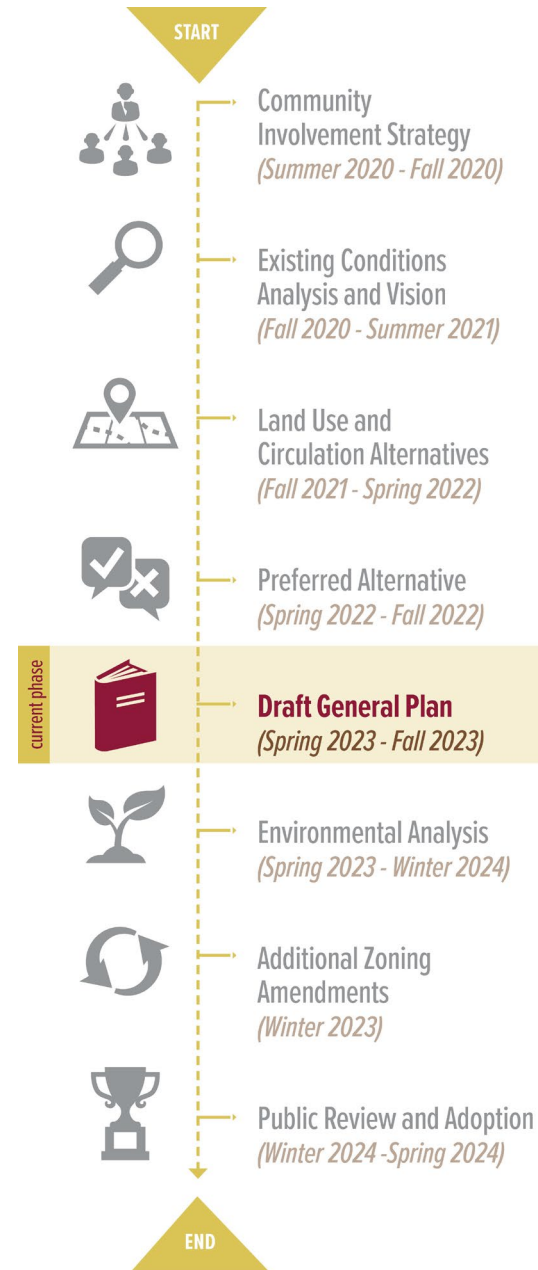 START
Community
Involvement Strategy
(Summer 2020 - Fall 2020)
Existing Conditions
Analysis and Vision
(Fall 2020 - Summer 2021)
Land Use and
Circulation Alternatives
(Fall 2021 - Spring 2022)
Preferred Alternative
(Spring 2022 - Fall 2022)
current phase
Draft General Plan
(Spring 2023 - Fall 2023)
Environmental Analysis
(Spring 2023 - Winter 2024)
Additional Zoning
Amendments
(Winter 2023)
Public Review and Adoption
(Winter 2024 -Spring 2024)
END